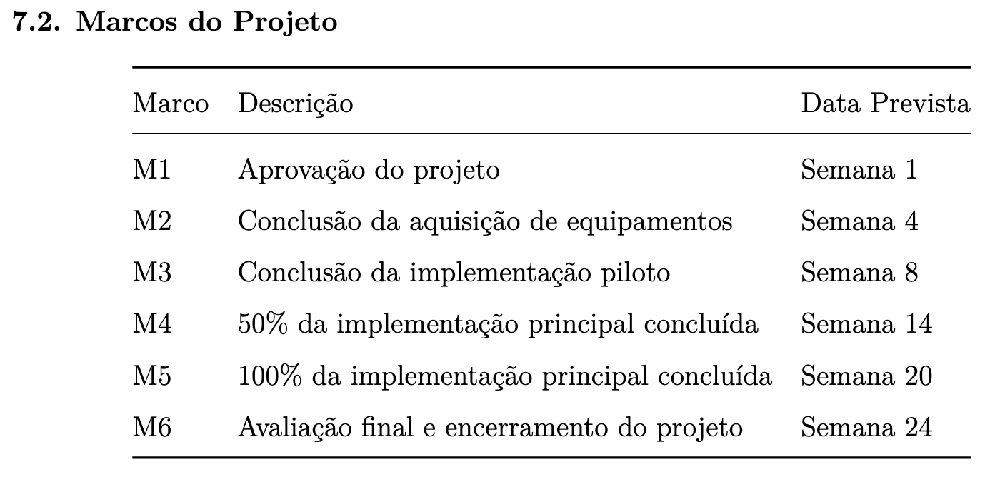 7.2. Marcos do Projeto
Marco Descrição Data Prevista
M1 Aprovação do projeto Semana 1
M2 Conclusão da aquisição de equipamentos Semana 4
M3 Conclusão da implementação piloto Semana 8
M4 50% da implementação principal concluída Semana 14
M5 100% da implementação principal concluída Semana 20
M6 Avaliação final e encerramento do projeto Semana 24